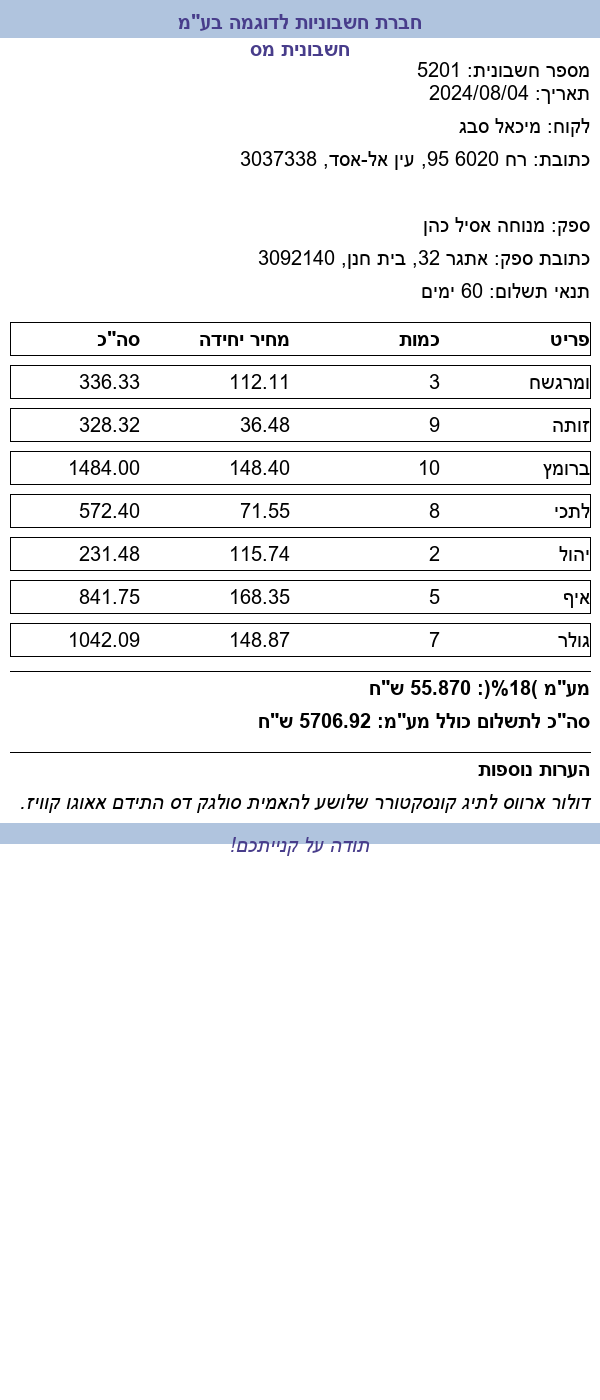 חברת חשבוניות לדוגמה בע"מ
חשבונית מס
מספר חשבונית: 5201
תאריך: 2024/08/04
לקוח: מיכאל סבג
כתובת: רח 6020 95, עין אל-אסד, 3037338
ספק: מנוחה אסיל כהן
כתובת ספק: אתגר 32, בית חנן, 3092140
תנאי תשלום: 60 ימים
פריט כמות מחיר יחידה סה"כ
ומרגשח 3 112.11 336.33
זותה 9 36.48 328.32
ברומץ 10 148.40 1484.00
לתכי 8 71.55 572.40
יהול 2 115.74 231.48
איף 5 168.35 841.75
גולר 7 148.87 1042.09
מע"מ )18%(: 55.870 ש"ח
סה"כ לתשלום כולל מע"מ: 5706.92 ש"ח
הערות נוספות
דולור ארווס לתיג קונסקטורר שלושע להאמית סולגק דס התידם אאוגו קוויז.
תודה על קנייתכם!